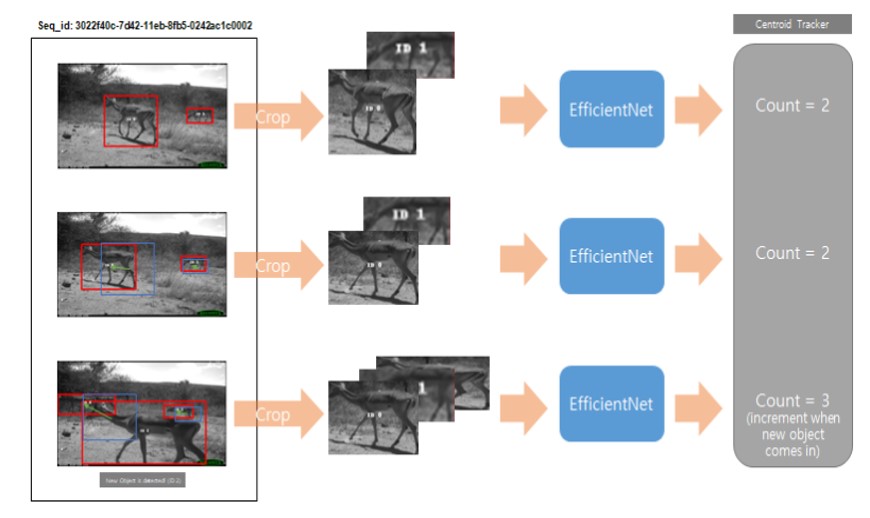 Seq_id: 3022f40c-7d42-11eb-8fb5-0242ac1c0002
Centroid Tracker
Crop
ID 1
ID 0
EfficientNet
Count = 2
Crop
ID 1
ID 0
EfficientNet
Count = 2
Crop
1
ID 0
EfficientNet
Count = 3
(increment when
new object
comes in)
New Object is detected! (ID 2)